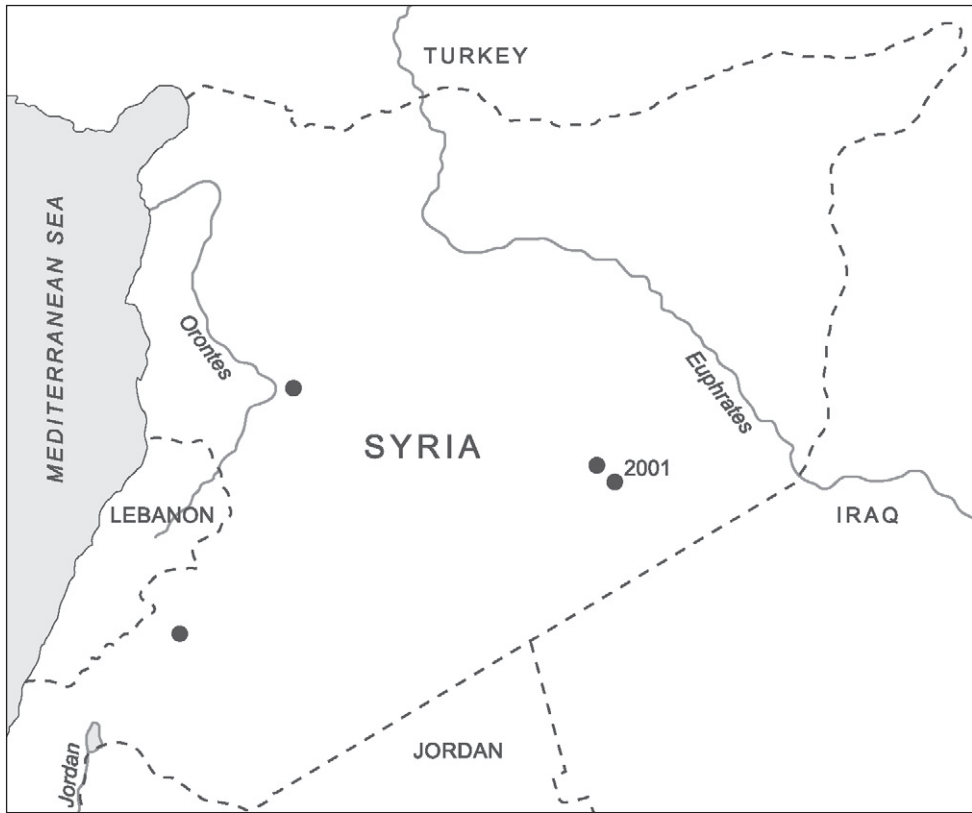 TURKEY
MEDITERRANEAN SEA
Orontes
Euphrates
SYRIA
2001
LEBANON
IRAQ
JORDAN
Jordan